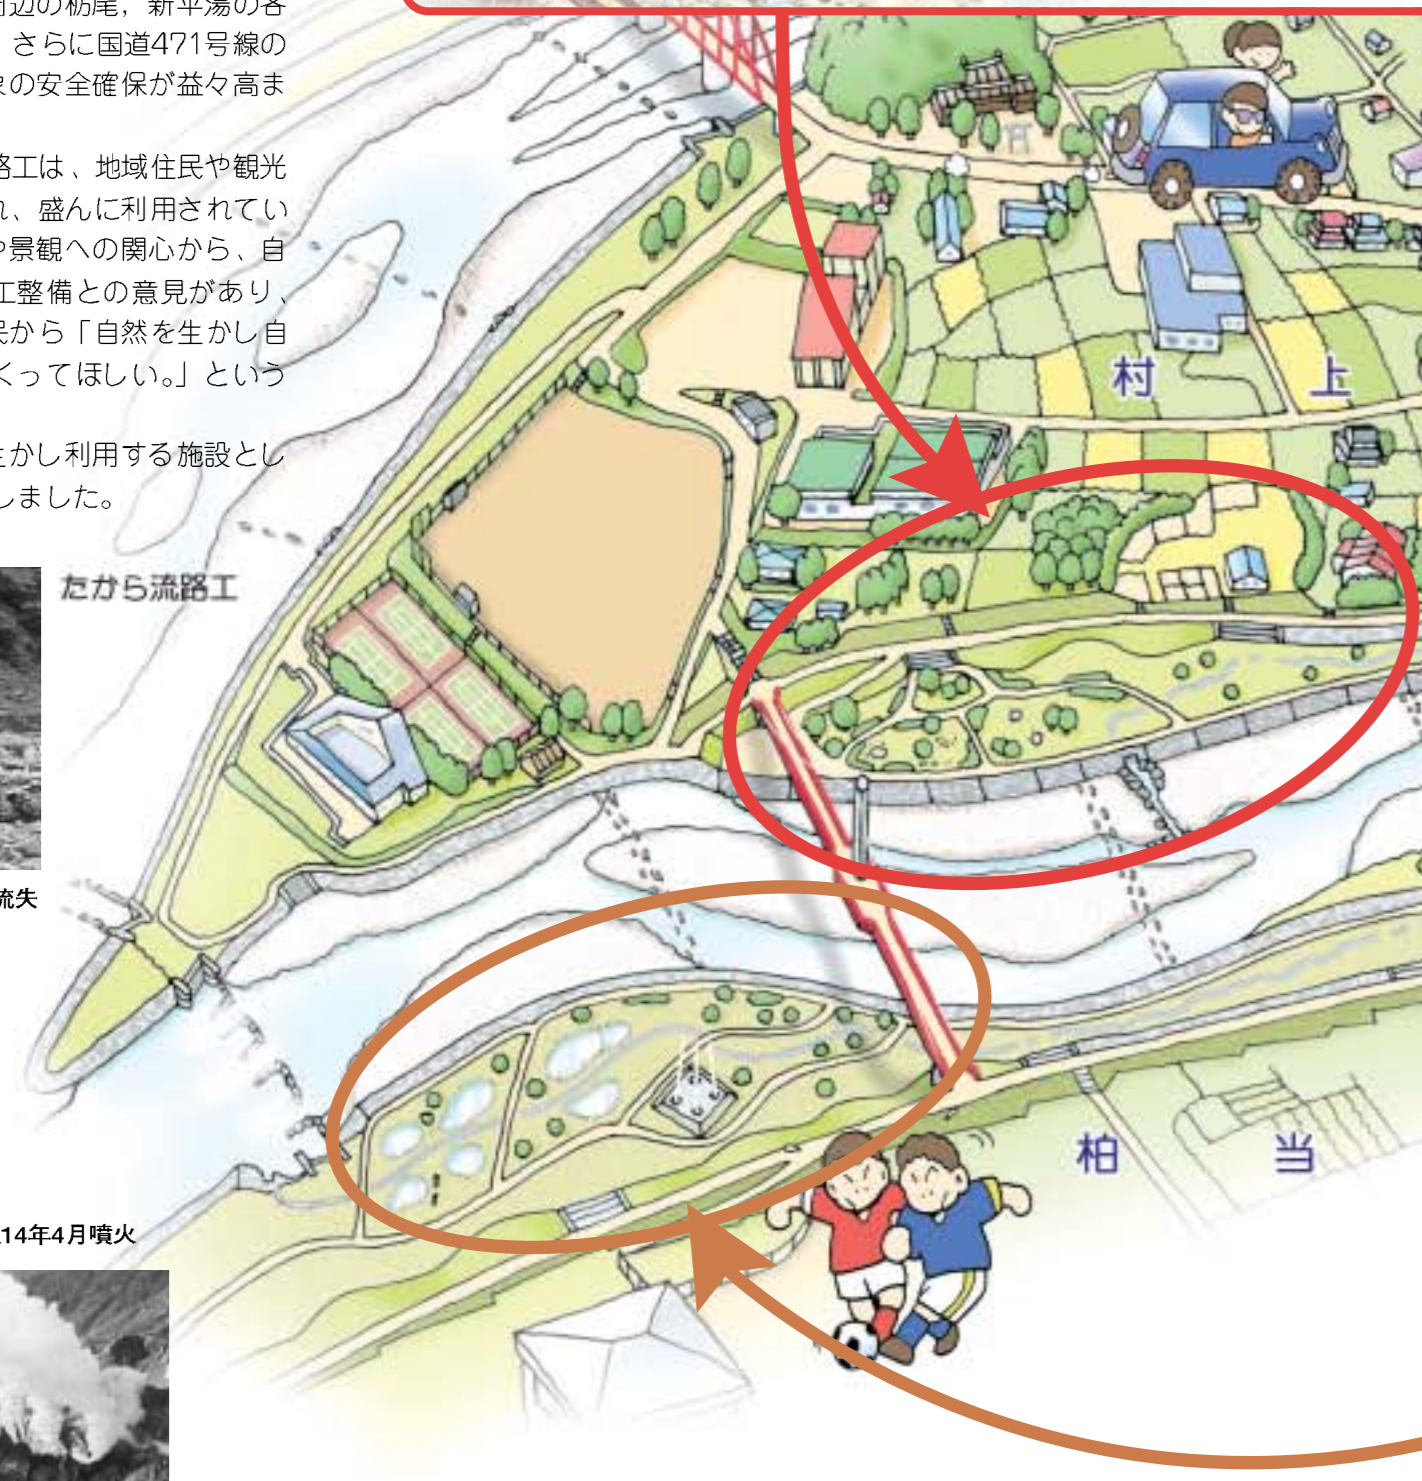 周辺の栃尾，新平湯の各
さらに国道471号線の
象の安全確保が益々高ま
路工は、地域住民や観光
れ、盛んに利用されてい
や景観への関心から、自
工整備との意見があり、
民から「自然を生かし自
くってほしい。」という
生かし利用する施設とし
しました。
たから流路工
流失
14年4月噴火
村 上
柏 当